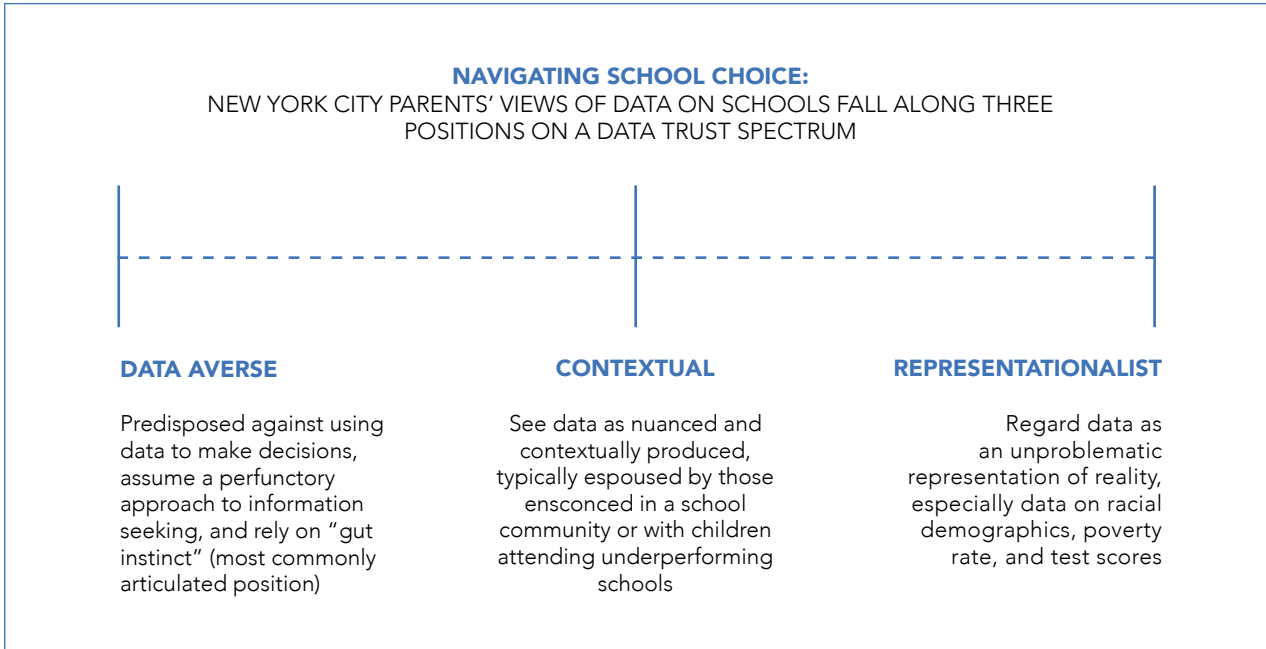 NAVIGATING SCHOOL CHOICE:
NEW YORK CITY PARENTS' VIEWS OF DATA ON SCHOOLS FALL ALONG THREE
POSITIONS ON A DATA TRUST SPECTRUM
DATA AVERSE
Predisposed against using
data to make decisions,
assume a perfunctory
approach to information
seeking, and rely on “gut
instinct” (most commonly
articulated position)
CONTEXTUAL
See data as nuanced and
contextually produced,
typically espoused by those
ensconced in a school
community or with children
attending underperforming
schools
REPRESENTATIONALIST
Regard data as
an unproblematic
representation of reality,
especially data on racial
demographics, poverty
rate, and test scores